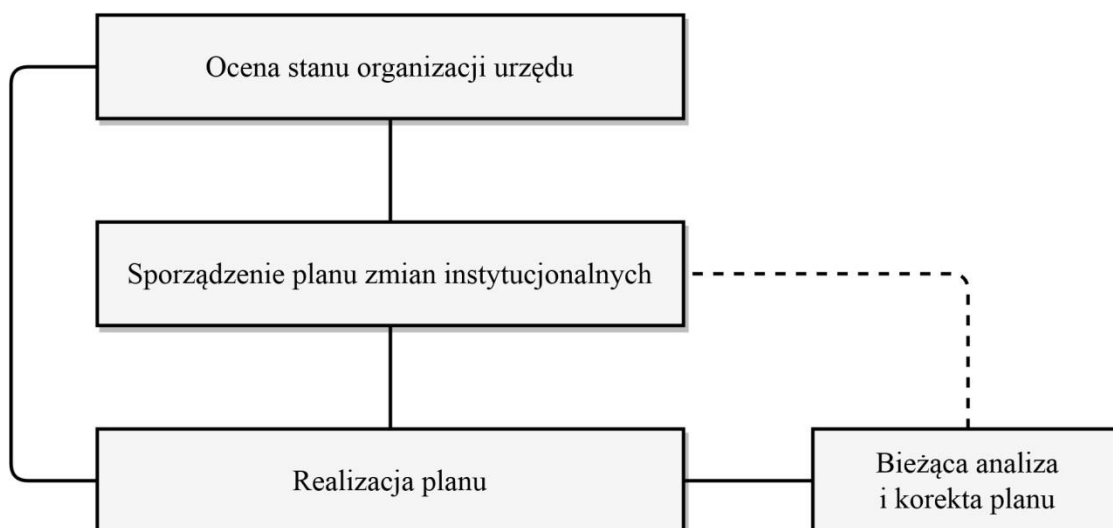 Ocena stanu organizacji urzędu
Sporządzenie planu zmian instytucjonalnych
Realizacja planu
Bieżąca analiza
i korekta planu